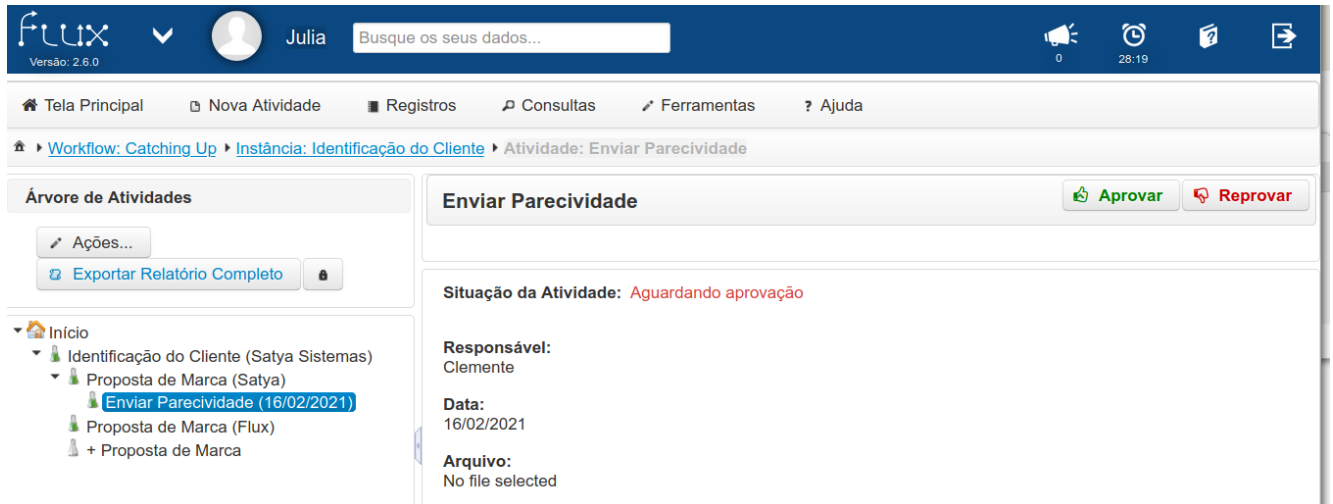 Flux
Versão: 2.6.0
Julia
Busque os seus dados...
0
28:19
Tela Principal Nova Atividade Registros Consultas Ferramentas ? Ajuda
Workflow: Catching Up Instância: Identificação do Cliente Atividade: Enviar Parecividade
Árvore de Atividades
Ações...
Exportar Relatório Completo
Início
Identificação do Cliente (Satya Sistemas)
Proposta de Marca (Satya)
Enviar Parecividade (16/02/2021)
Proposta de Marca (Flux)
+ Proposta de Marca
Enviar Parecividade
Aprovar
Reprovar
Situação da Atividade: Aguardando aprovação
Responsável:
Clemente
Data:
16/02/2021
Arquivo:
No file selected